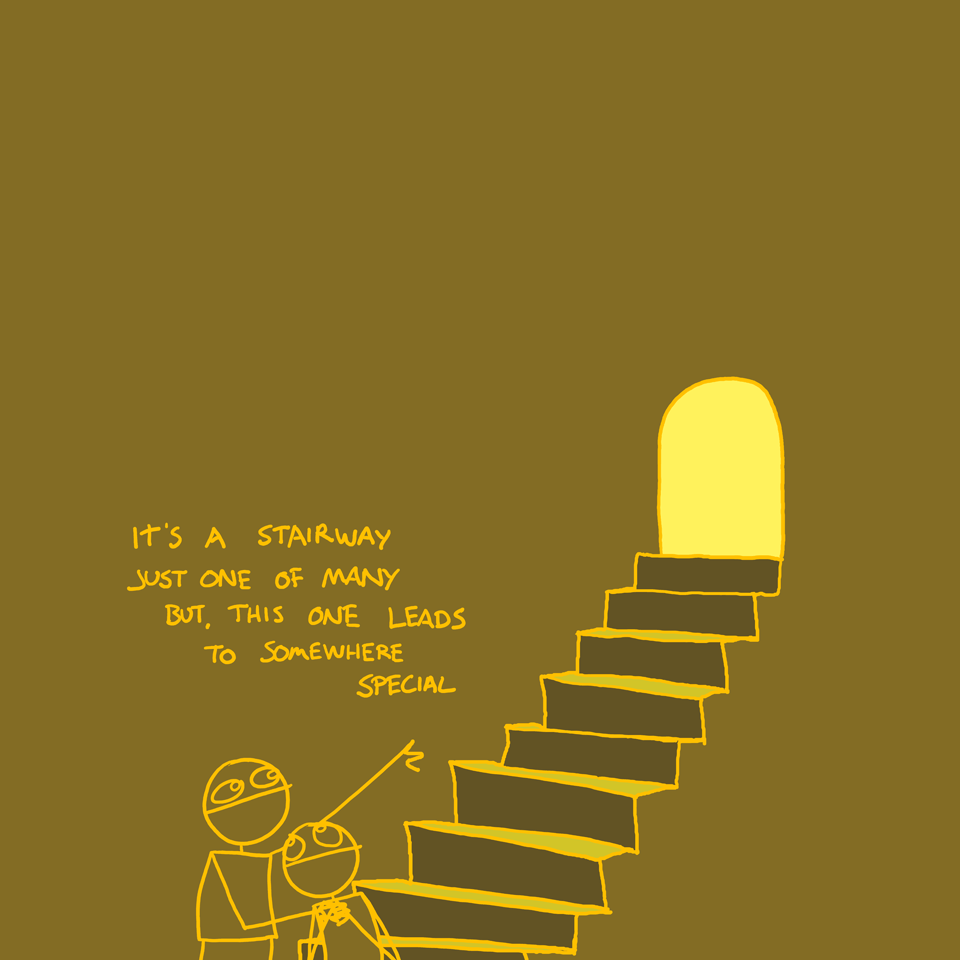 IT'S A STAIRWAY
JUST ONE OF MANY
BUT, THIS ONE LEADS
TO SOMEWHERE
SPECIAL